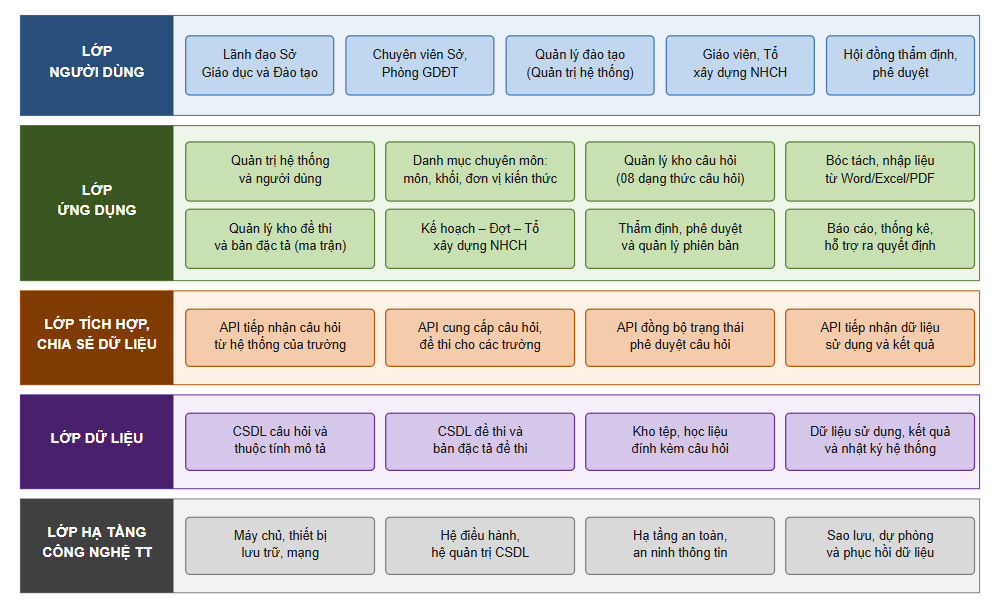 LỚP
NGƯỜI DÙNG
Lãnh đạo Sở
Giáo dục và Đào tạo
Chuyên viên Sở,
Phòng GDĐT
Quản lý đào tạo
(Quản trị hệ thống)
Giáo viên, Tổ
xây dựng NHCH
Hội đồng thẩm định,
phê duyệt
LỚP
ỨNG DỤNG
Quản trị hệ thống
và người dùng
Danh mục chuyên môn:
môn, khối, đơn vị kiến thức
Quản lý kho câu hỏi
(08 dạng thức câu hỏi)
Bóc tách, nhập liệu
từ Word/Excel/PDF
Quản lý kho đề thi
và bản đặc tả (ma trận)
Kế hoạch – Đợt – Tổ
xây dựng NHCH
Thẩm định, phê duyệt
và quản lý phiên bản
Báo cáo, thống kê,
hỗ trợ ra quyết định
LỚP TÍCH HỢP,
CHIA SẺ DỮ LIỆU
API tiếp nhận câu hỏi
từ hệ thống của trường
API cung cấp câu hỏi,
đề thi cho các trường
API đồng bộ trạng thái
phê duyệt câu hỏi
API tiếp nhận dữ liệu
sử dụng và kết quả
LỚP DỮ LIỆU
CSDL câu hỏi và
thuộc tính mô tả
CSDL đề thi và
bản đặc tả đề thi
Kho tệp, học liệu
đính kèm câu hỏi
Dữ liệu sử dụng, kết quả
và nhật ký hệ thống
LỚP HẠ TẦNG
CÔNG NGHỆ TT
Máy chủ, thiết bị
lưu trữ, mạng
Hệ điều hành,
hệ quản trị CSDL
Hạ tầng an toàn,
an ninh thông tin
Sao lưu, dự phòng
và phục hồi dữ liệu